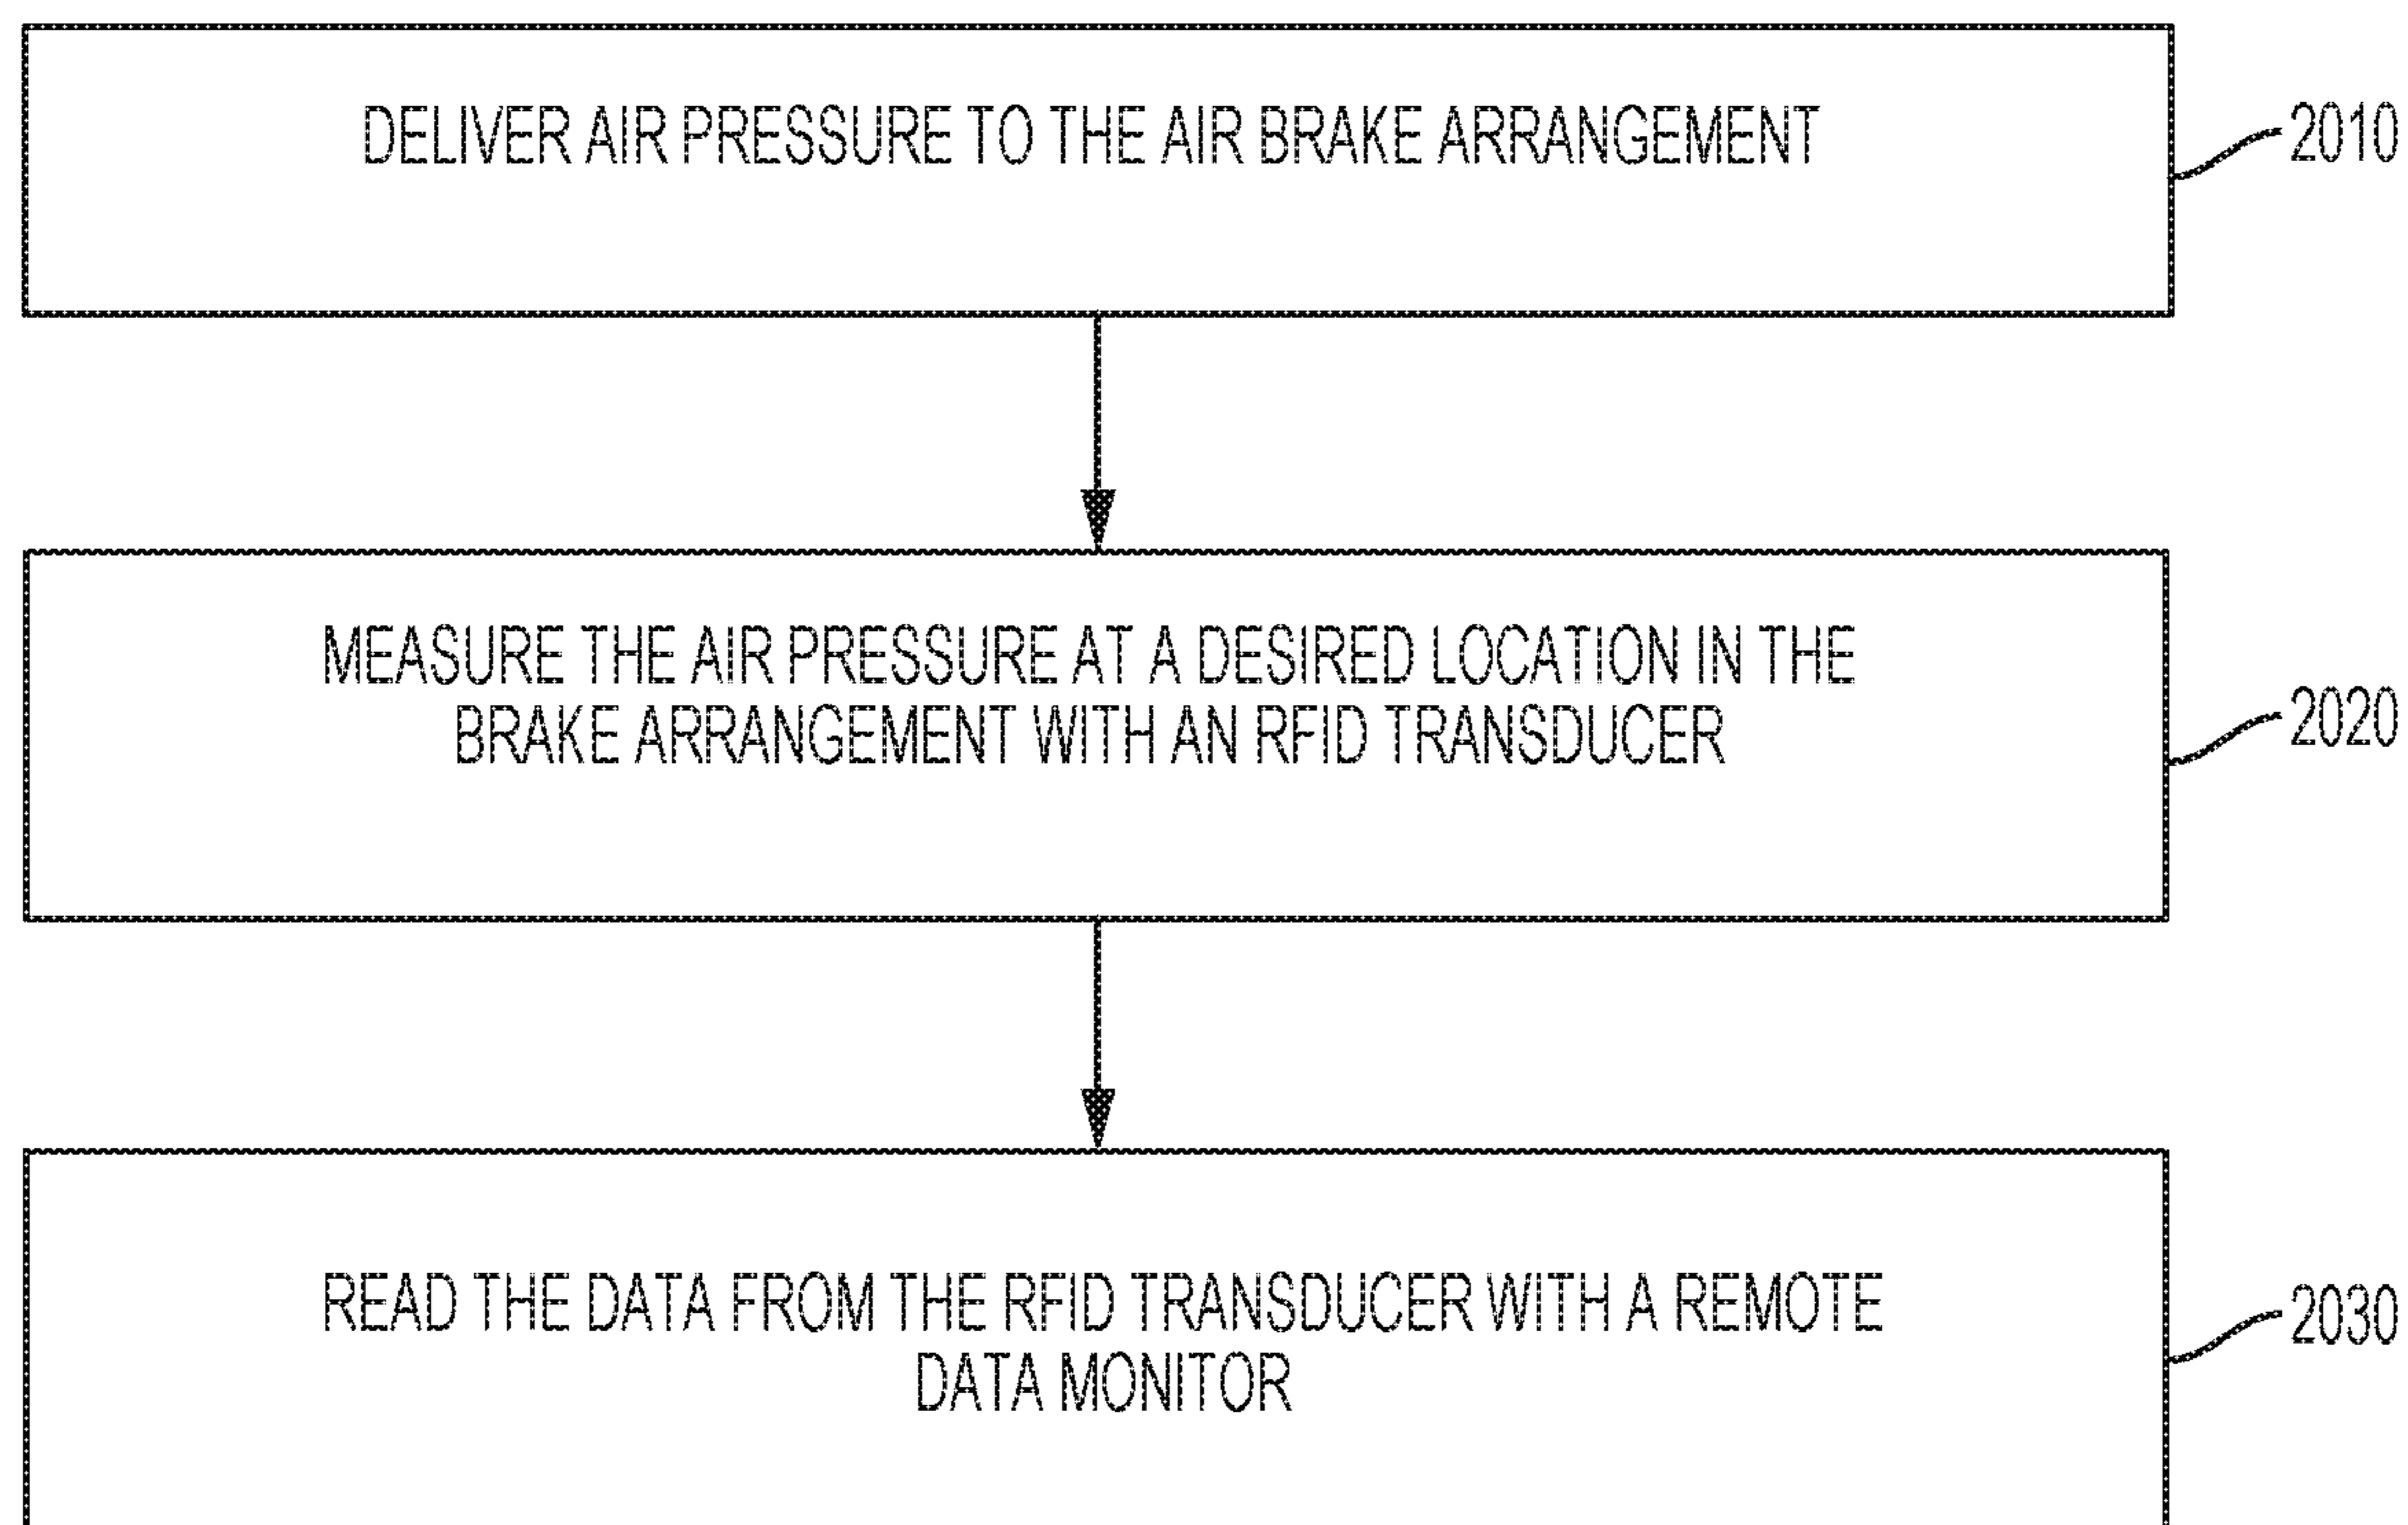 DELIVER AIR PRESSURE TO THE AIR BRAKE ARRANGEMENT
2010
MEASURE THE AIR PRESSURE AT A DESIRED LOCATION IN THE
BRAKE ARRANGEMENT WITH AN RFID TRANSDUCER
2020
READ THE DATA FROM THE RFID TRANSDUCER WITH A REMOTE
DATA MONITOR
2030